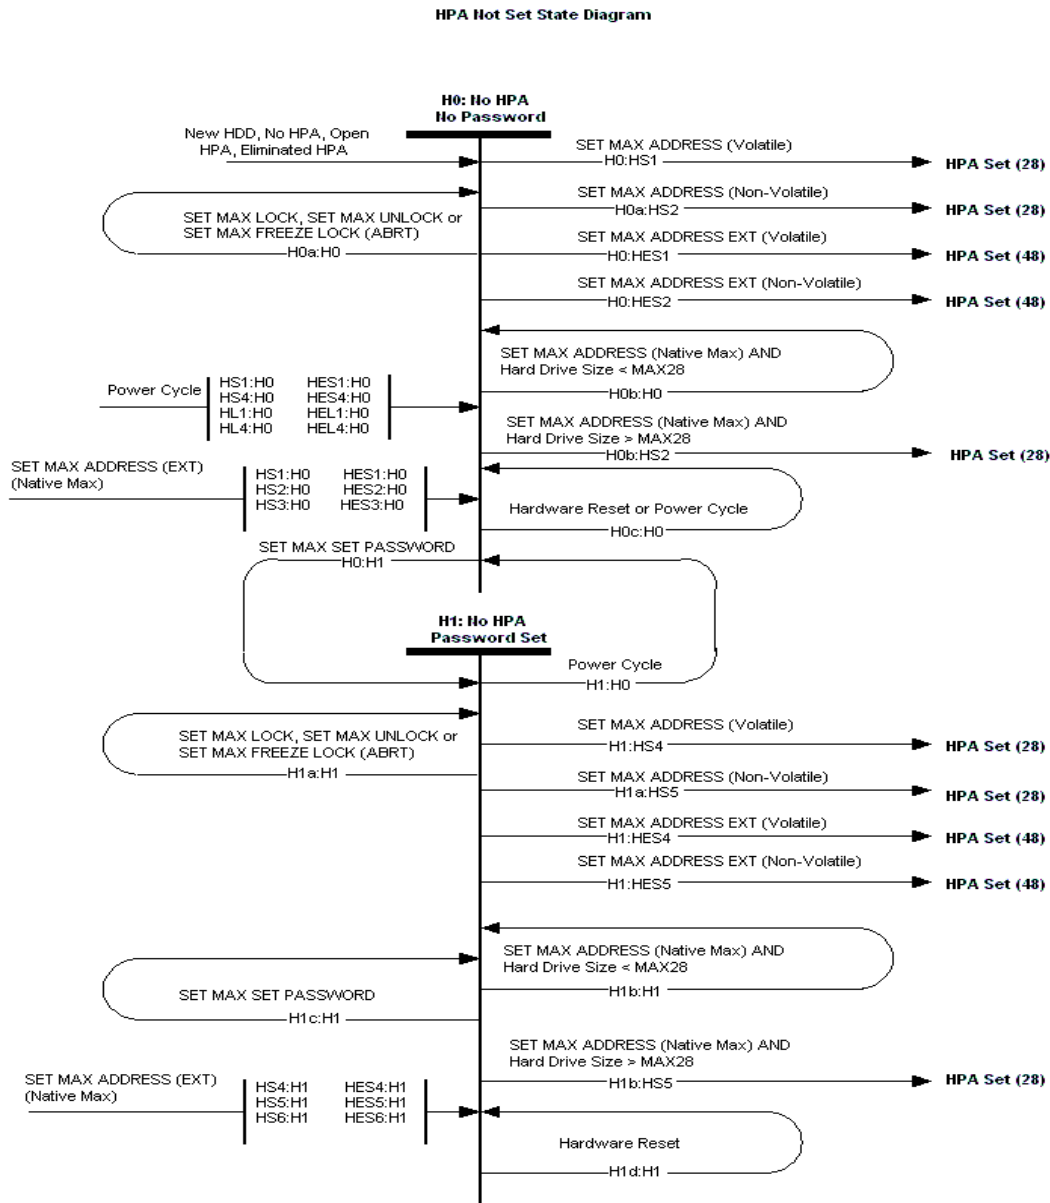 HPA Not Set State Diagram
H0: No HPA
No Password
New HDD, No HPA, Open
HPA, Eliminated HPA
SET MAX ADDRESS (Volatile)
H0:HS1
HPA Set (28)
SET MAX ADDRESS (Non-Volatile)
H0a:HS2
HPA Set (28)
SET MAX LOCK, SET MAX UNLOCK or
SET MAX FREEZE LOCK (ABRT)
H0a:H0
SET MAX ADDRESS EXT (Volatile)
H0:HES1
HPA Set (48)
SET MAX ADDRESS EXT (Non-Volatile)
H0:HES2
HPA Set (48)
SET MAX ADDRESS (Native Max) AND
Hard Drive Size < MAX28
H0b:H0
Power Cycle
HS1:H0 HES1:H0
HS4:H0 HES4:H0
HL1:H0 HEL1:H0
HL4:H0 HEL4:H0
SET MAX ADDRESS (Native Max) AND
Hard Drive Size > MAX28
H0b:HS2
HPA Set (28)
SET MAX ADDRESS (EXT)
(Native Max)
HS1:H0 HES1:H0
HS2:H0 HES2:H0
HS3:H0 HES3:H0
Hardware Reset or Power Cycle
H0c:H0
SET MAX SET PASSWORD
H0:H1
H1: No HPA
Password Set
Power Cycle
H1:H0
SET MAX LOCK, SET MAX UNLOCK or
SET MAX FREEZE LOCK (ABRT)
H1a:H1
SET MAX ADDRESS (Volatile)
H1:HS4
HPA Set (28)
SET MAX ADDRESS (Non-Volatile)
H1a:HS5
HPA Set (28)
SET MAX ADDRESS EXT (Volatile)
H1:HES4
HPA Set (48)
SET MAX ADDRESS EXT (Non-Volatile)
H1:HES5
HPA Set (48)
SET MAX ADDRESS (Native Max) AND
Hard Drive Size < MAX28
H1b:H1
SET MAX SET PASSWORD
H1c:H1
SET MAX ADDRESS (Native Max) AND
Hard Drive Size > MAX28
H1b:HS5
HPA Set (28)
SET MAX ADDRESS (EXT)
(Native Max)
HS4:H1 HES4:H1
HS5:H1 HES5:H1
HS6:H1 HES6:H1
Hardware Reset
H1d:H1